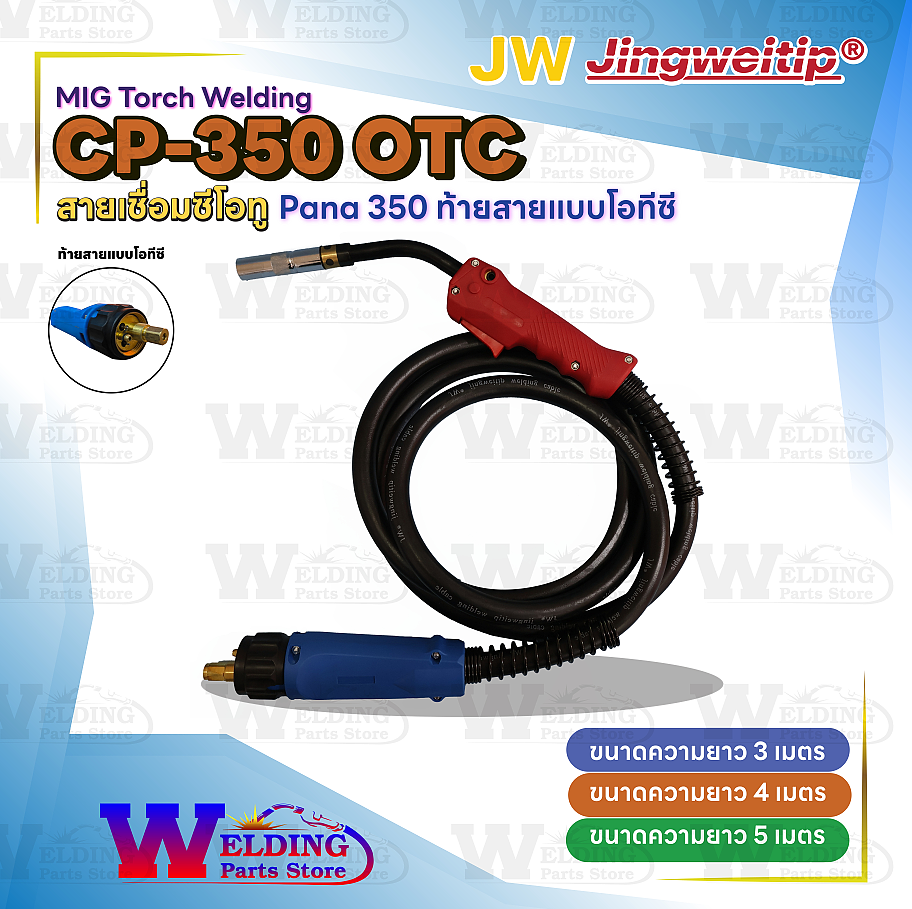 JW Jingweitip®
MIG Torch Welding
CP-350 OTC
สายเชื่อมซีโอทู Pana 350 ท้ายสายแบบโอทีซี
ท้ายสายแบบโอทีซี
ขนาดความยาว 3 เมตร
ขนาดความยาว 4 เมตร
ขนาดความยาว 5 เมตร
WELDING
Parts Store